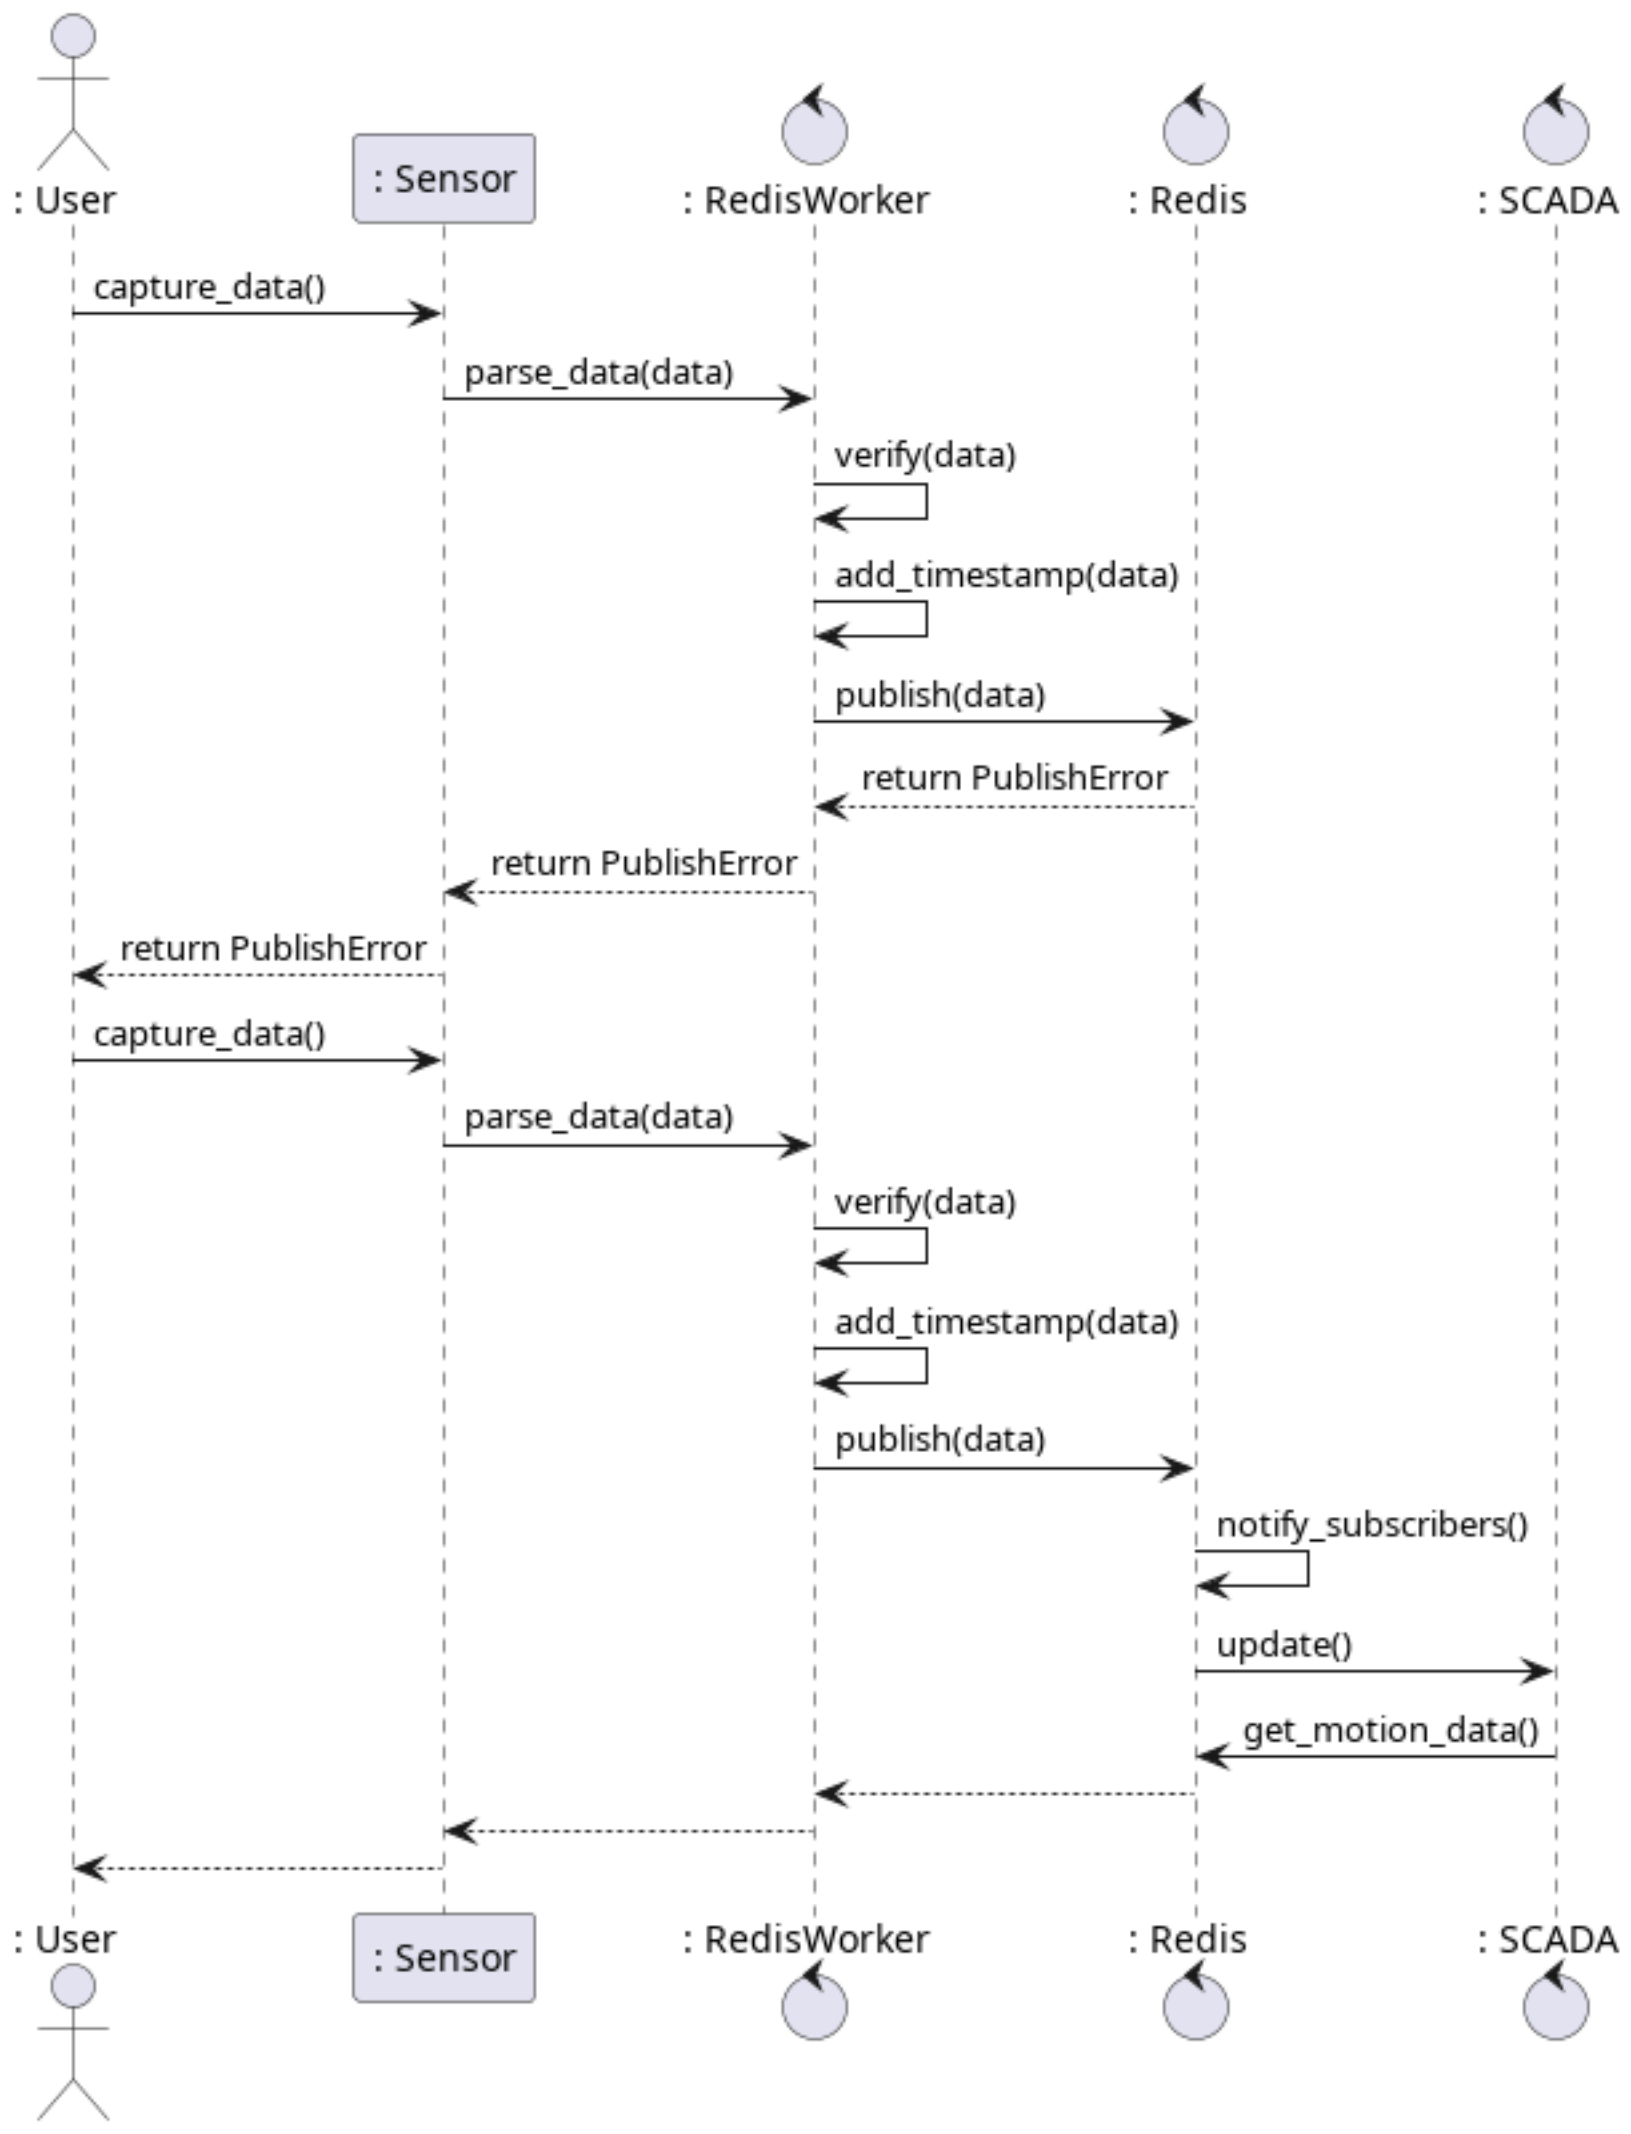 : User
: Sensor
: RedisWorker
: Redis
: SCADA
capture_data()
parse_data(data)
verify(data)
add_timestamp(data)
publish(data)
return PublishError
return PublishError
return PublishError
capture_data()
parse_data(data)
verify(data)
add_timestamp(data)
publish(data)
notify_subscribers()
update()
get_motion_data()
: User
: Sensor
: RedisWorker
: Redis
: SCADA